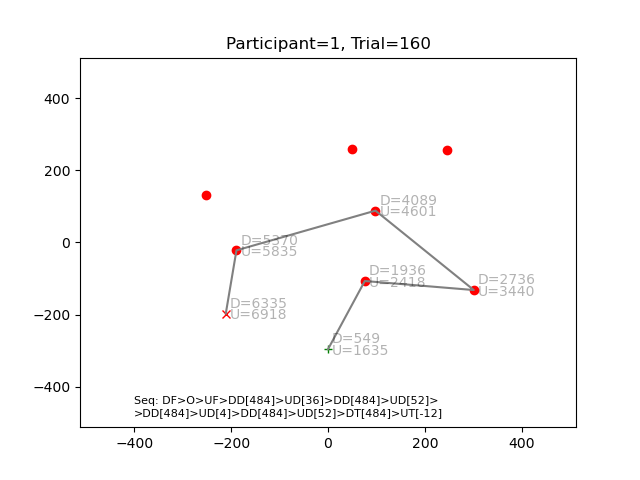 Participant=1, Trial=160
400
200
0
−200
−400
D=4089
U=4601
D=5370
U=5835
D=1936
U=2418
D=2736
U=3440
D=6335
U=6918
D=549
U=1635
Seq: DF>O>UF>DD[484]>UD[36]>DD[484]>UD[52]>
>DD[484]>UD[4]>DD[484]>UD[52]>DT[484]>UT[-12]
−400 −200 0 200 400